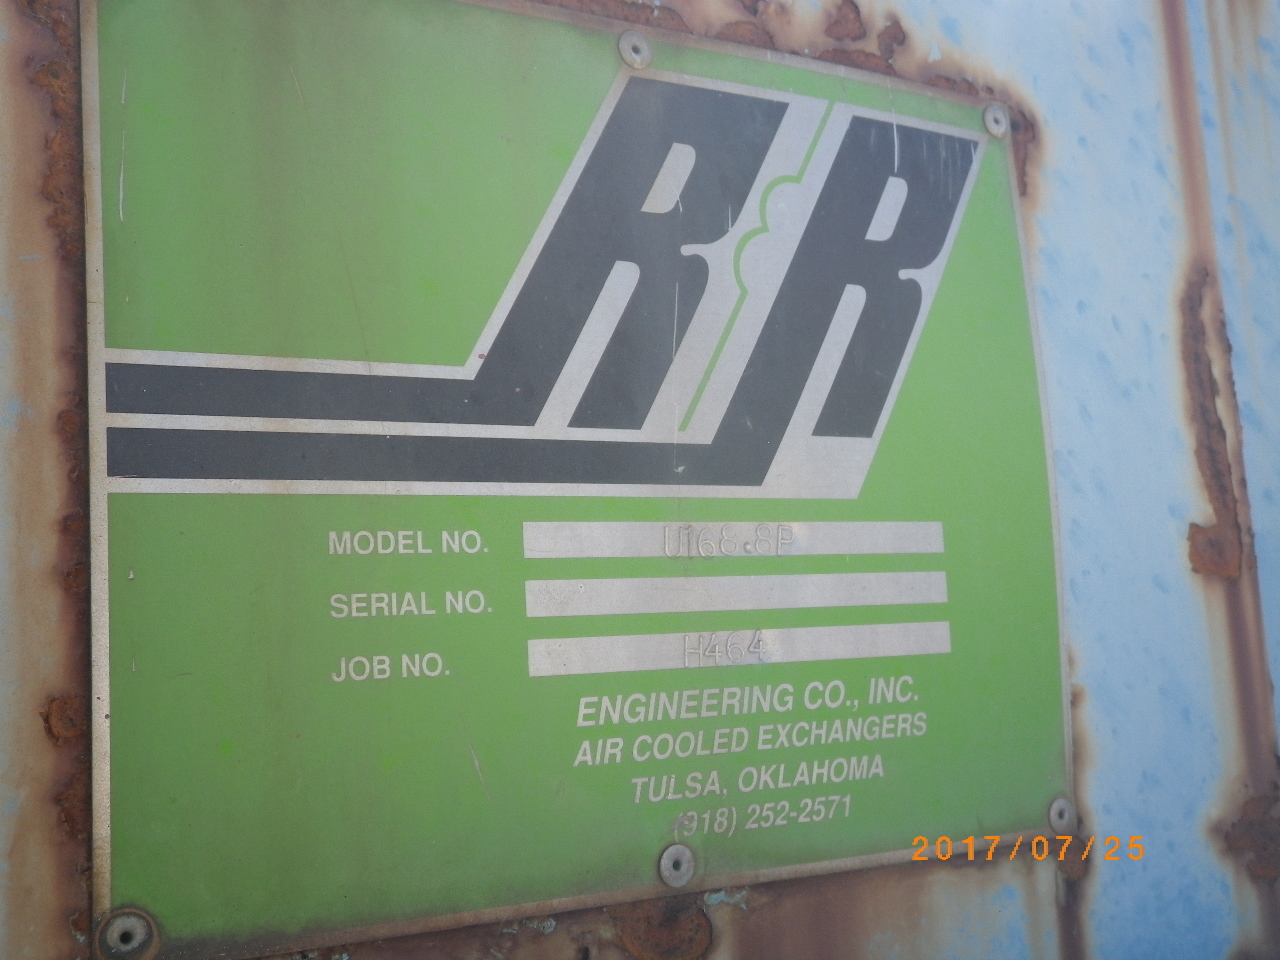 R&R
MODEL NO. U168.8P
SERIAL NO.
JOB NO. H464
ENGINEERING CO., INC.
AIR COOLED EXCHANGERS
TULSA, OKLAHOMA
(918) 252-2571
2017/07/25